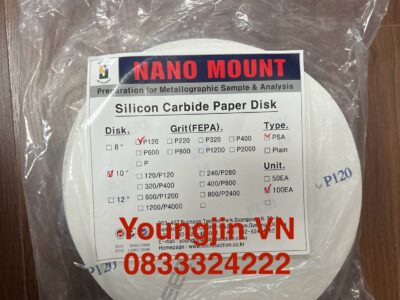 NANO MOUNT
Preparation for Metallographic Sample & Analysis
Silicon Carbide Paper Disk
Disk. Grit(FEPA). Type.
8" P120 P220 P320 P400 PSA
P600 P800 P1200 P2000 Plain
P
10" 120/P120 240/P280 Unit.
320/P400 400/P800 50EA
12" 600/P1200 800/P2400 100EA
1200/P4000
P120
Youngjin VN
0833324222
P120